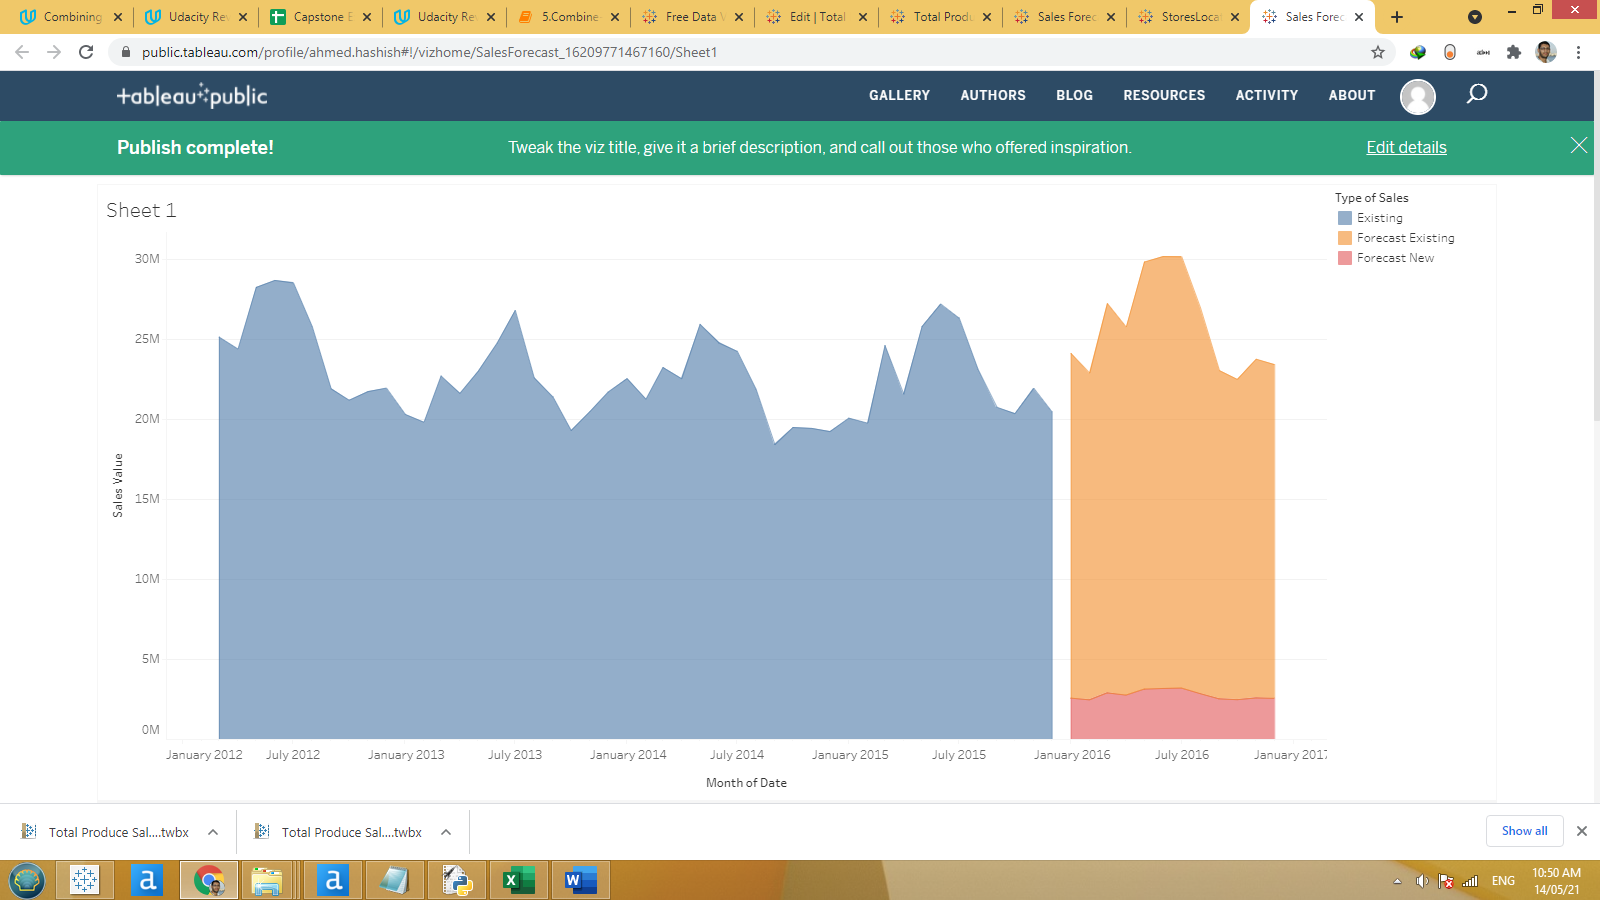 Combining
Udacity Re
Capstone E
Udacity Re
5.Combine
Free Data V
Edit | Total
Total Produ
Sales Forec
StoresLocat
Sales Forec
public.tableau.com/profile/ahmed.hashish#!/vizhome/SalesForecast_16209771467160/Sheet1
+ableau public
GALLERY AUTHORS BLOG RESOURCES ACTIVITY ABOUT
Publish complete! Tweak the viz title, give it a brief description, and call out those who offered inspiration. Edit details
Sheet 1
Type of Sales
Existing
Forecast Existing
Forecast New
30M
25M
20M
15M
10M
5M
0M
Sales Value
January 2012 July 2012 January 2013 July 2013 January 2014 July 2014 January 2015 July 2015 January 2016 July 2016 January 2017
Month of Date
Total Produce Sal....twbx Total Produce Sal....twbx Show all
ENG
10:50 AM
14/05/21